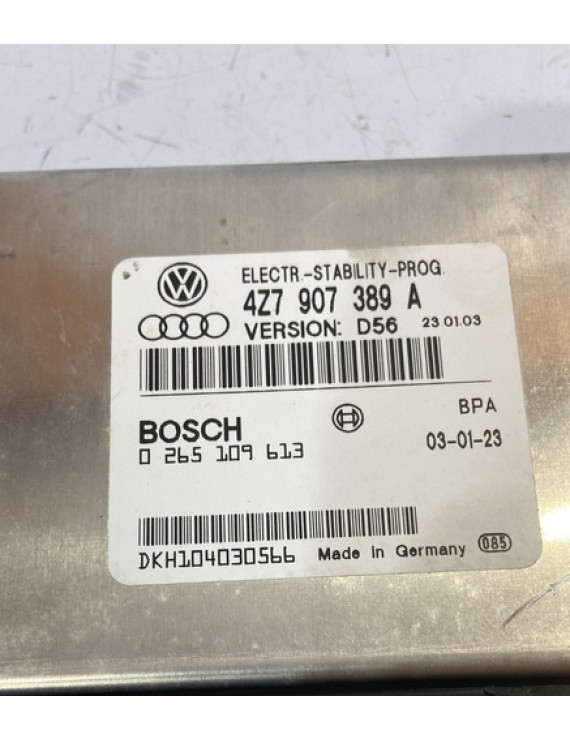 ELECTR.-STABILITY-PROG.
4Z7 907 389 A
VERSION: D56 23.01.03
BOSCH
BPA
0 265 109 613
03-01-23
DKH104030566 Made in Germany 085